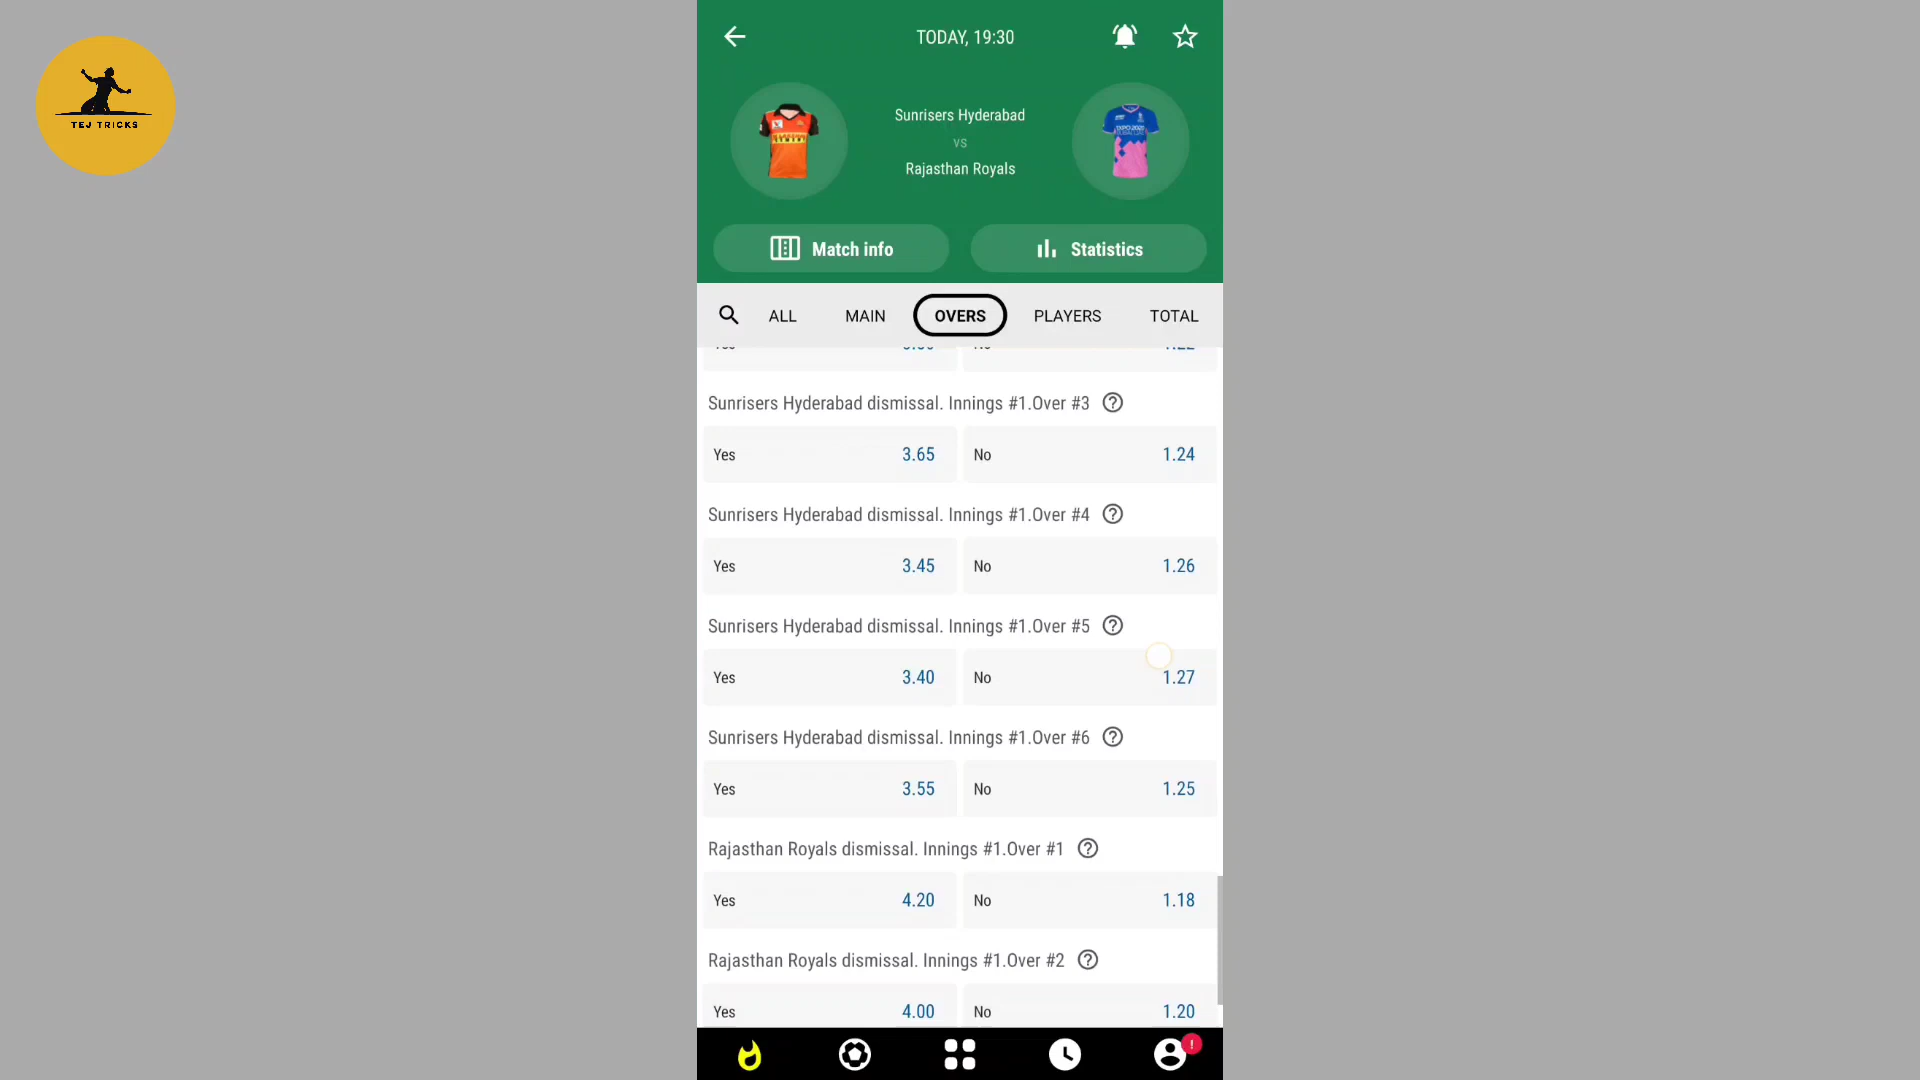 TEJ TRICKS
TODAY, 19:30
Sunrisers Hyderabad
VS
Rajasthan Royals
EXPO 2020
Match info
Statistics
ALL MAIN OVERS PLAYERS TOTAL
Sunrisers Hyderabad dismissal. Innings #1.Over #3
Yes 3.65 No 1.24
Sunrisers Hyderabad dismissal. Innings #1.Over #4
Yes 3.45 No 1.26
Sunrisers Hyderabad dismissal. Innings #1.Over #5
Yes 3.40 No 1.27
Sunrisers Hyderabad dismissal. Innings #1.Over #6
Yes 3.55 No 1.25
Rajasthan Royals dismissal. Innings #1.Over #1
Yes 4.20 No 1.18
Rajasthan Royals dismissal. Innings #1.Over #2
Yes 4.00 No 1.20